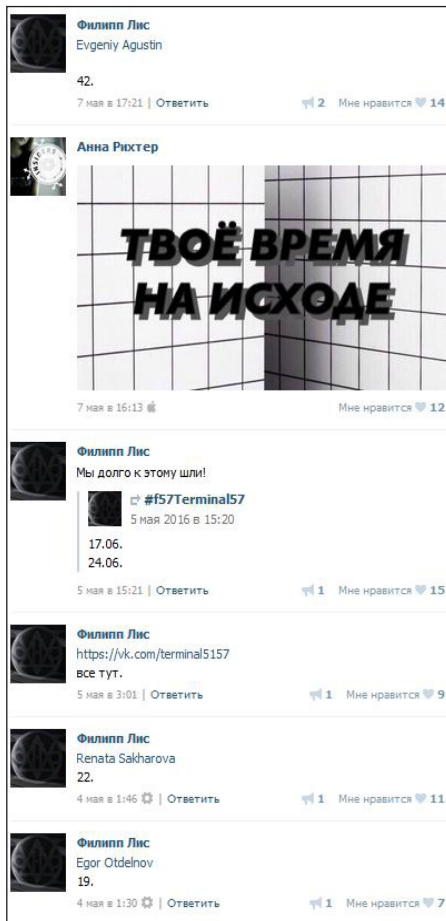 Филипп Лис
Evgeniy Agustin
42.
7 мая в 17:21 | Ответить 2 Мне нравится 14
Анна Рихтер
ТВОЁ ВРЕМЯ
НА ИСХОДЕ
7 мая в 16:13 Мне нравится 12
Филипп Лис
Мы долго к этому шли!
#f57Terminal57
5 мая 2016 в 15:20
17.06.
24.06.
5 мая в 15:21 | Ответить 1 Мне нравится 15
Филипп Лис
https://vk.com/terminal5157
все тут.
5 мая в 3:01 | Ответить 1 Мне нравится 9
Филипп Лис
Renata Sakharova
22.
4 мая в 1:46 | Ответить 1 Мне нравится 11
Филипп Лис
Egor Otdelnov
19.
4 мая в 1:30 | Ответить 1 Мне нравится 7